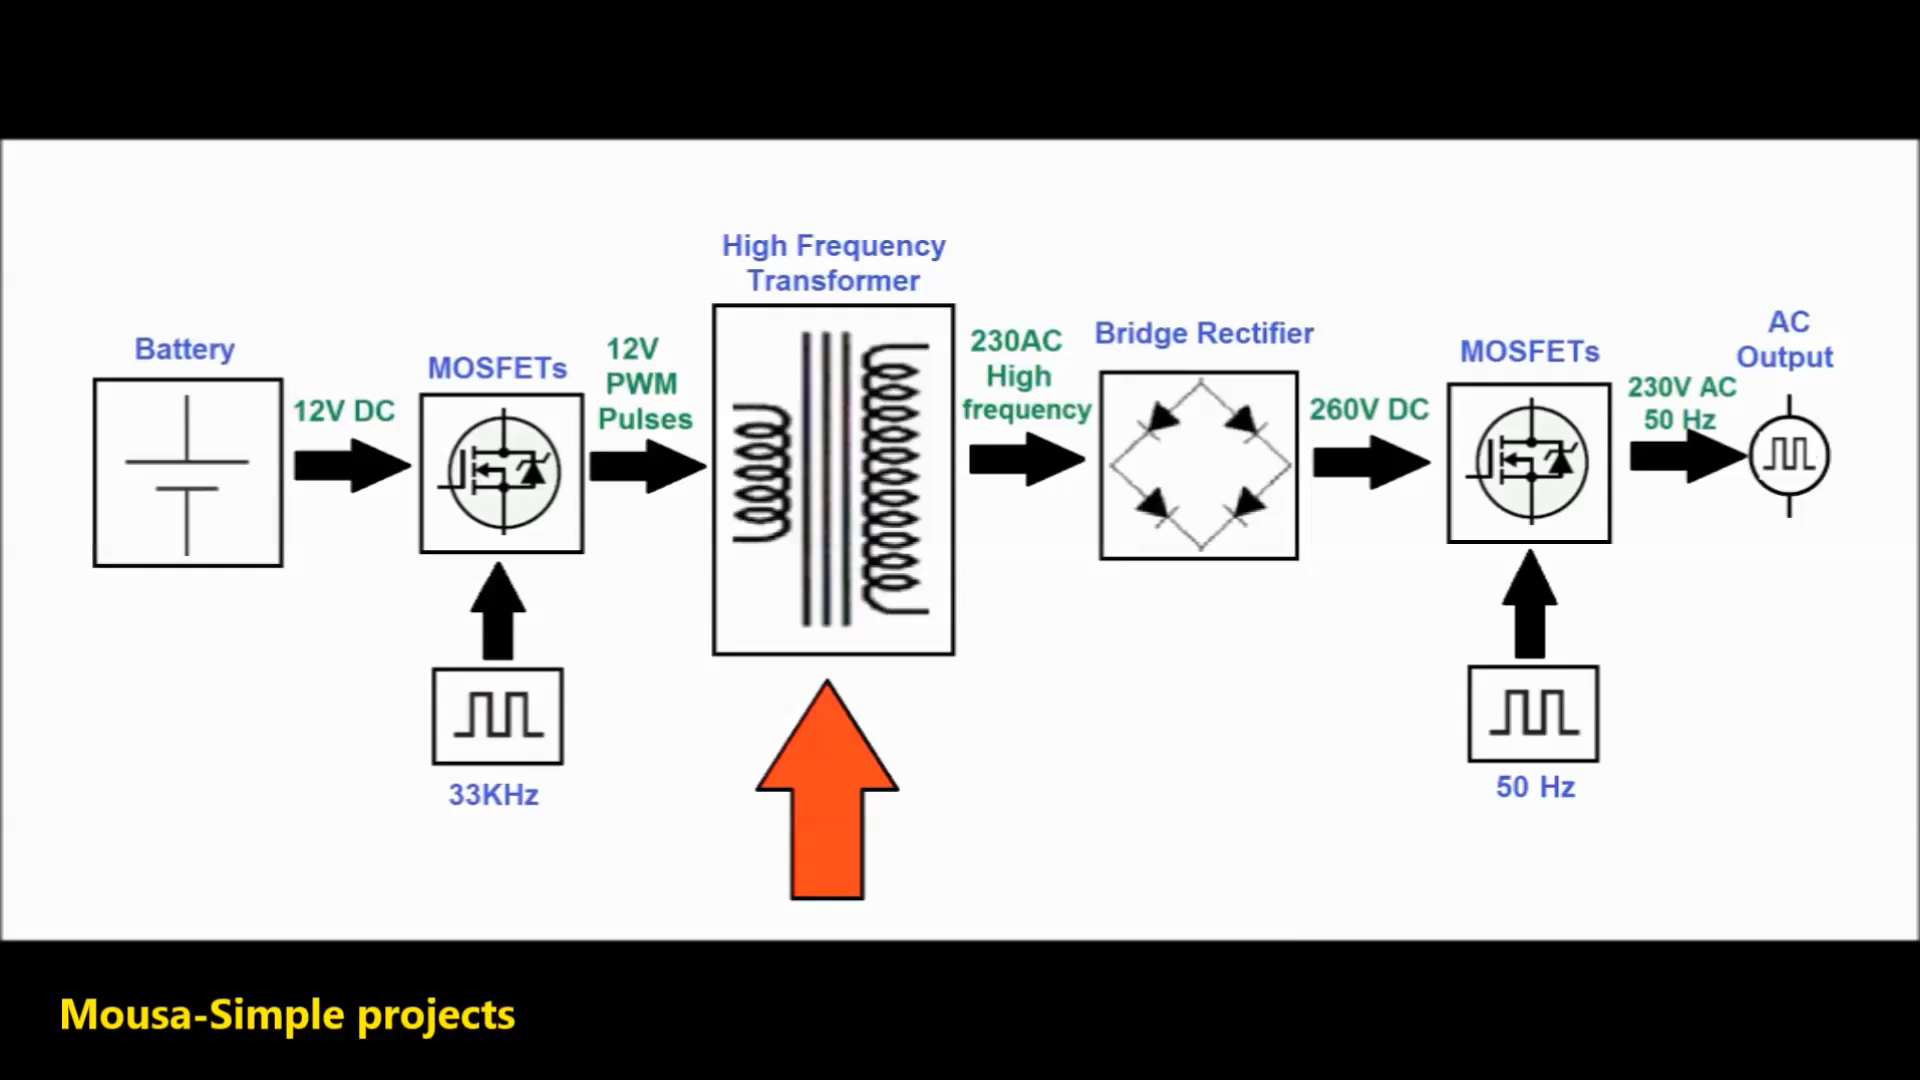 High Frequency
Transformer
Battery
12V DC
MOSFETs
12V
PWM
Pulses
230AC
High
frequency
Bridge Rectifier
260V DC
MOSFETs
230V AC
50 Hz
AC
Output
33KHz
50 Hz
Mousa-Simple projects